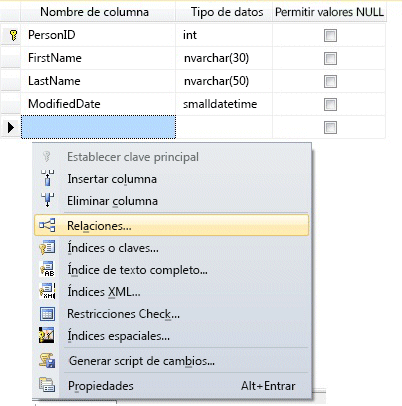 Nombre de columna Tipo de datos Permitir valores NULL
PersonID int
FirstName nvarchar(30)
LastName nvarchar(50)
ModifiedDate smalldatetime
Establecer clave principal
Insertar columna
Eliminar columna
Relaciones...
Índices o claves...
Índice de texto completo...
Índices XML...
Restricciones Check...
Índices espaciales...
Generar script de cambios...
Propiedades Alt+Entrar